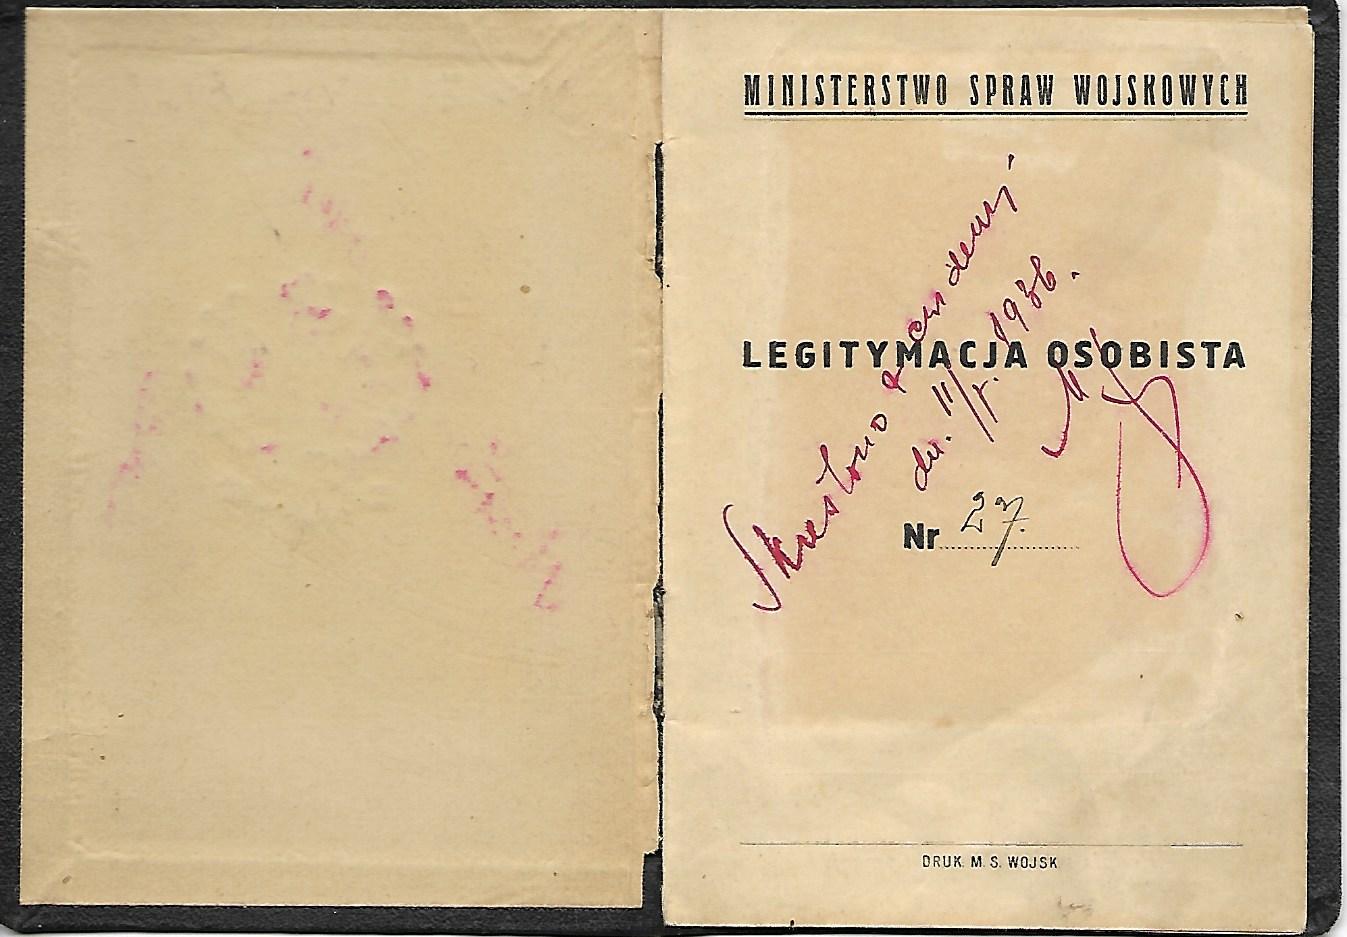 MINISTERSTWO SPRAW WOJSKOWYCH
LEGITYMACJA OSOBISTA
Skreślono z ewidencji
dn. 11/V. 1936.
Nr 27.
DRUK. M. S. WOJSK